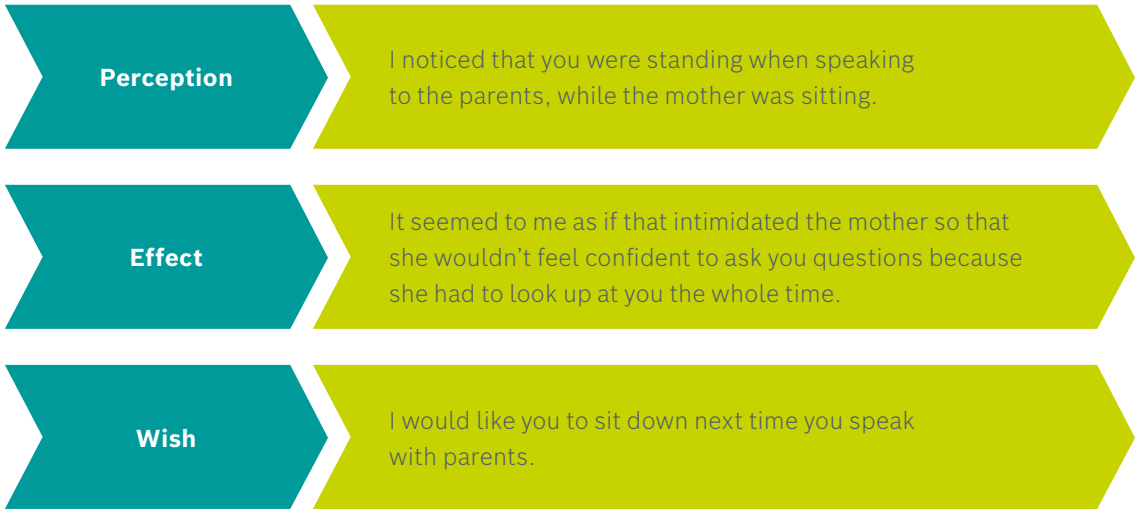 Perception
I noticed that you were standing when speaking
to the parents, while the mother was sitting.
Effect
It seemed to me as if that intimidated the mother so that
she wouldn’t feel confident to ask you questions because
she had to look up at you the whole time.
Wish
I would like you to sit down next time you speak
with parents.